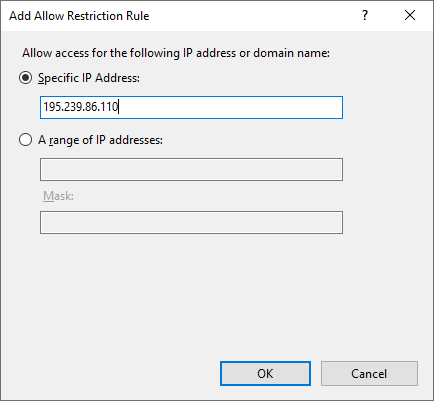 Add Allow Restriction Rule
?
Allow access for the following IP address or domain name:
Specific IP Address:
195.239.86.110
A range of IP addresses:
Mask:
OK
Cancel